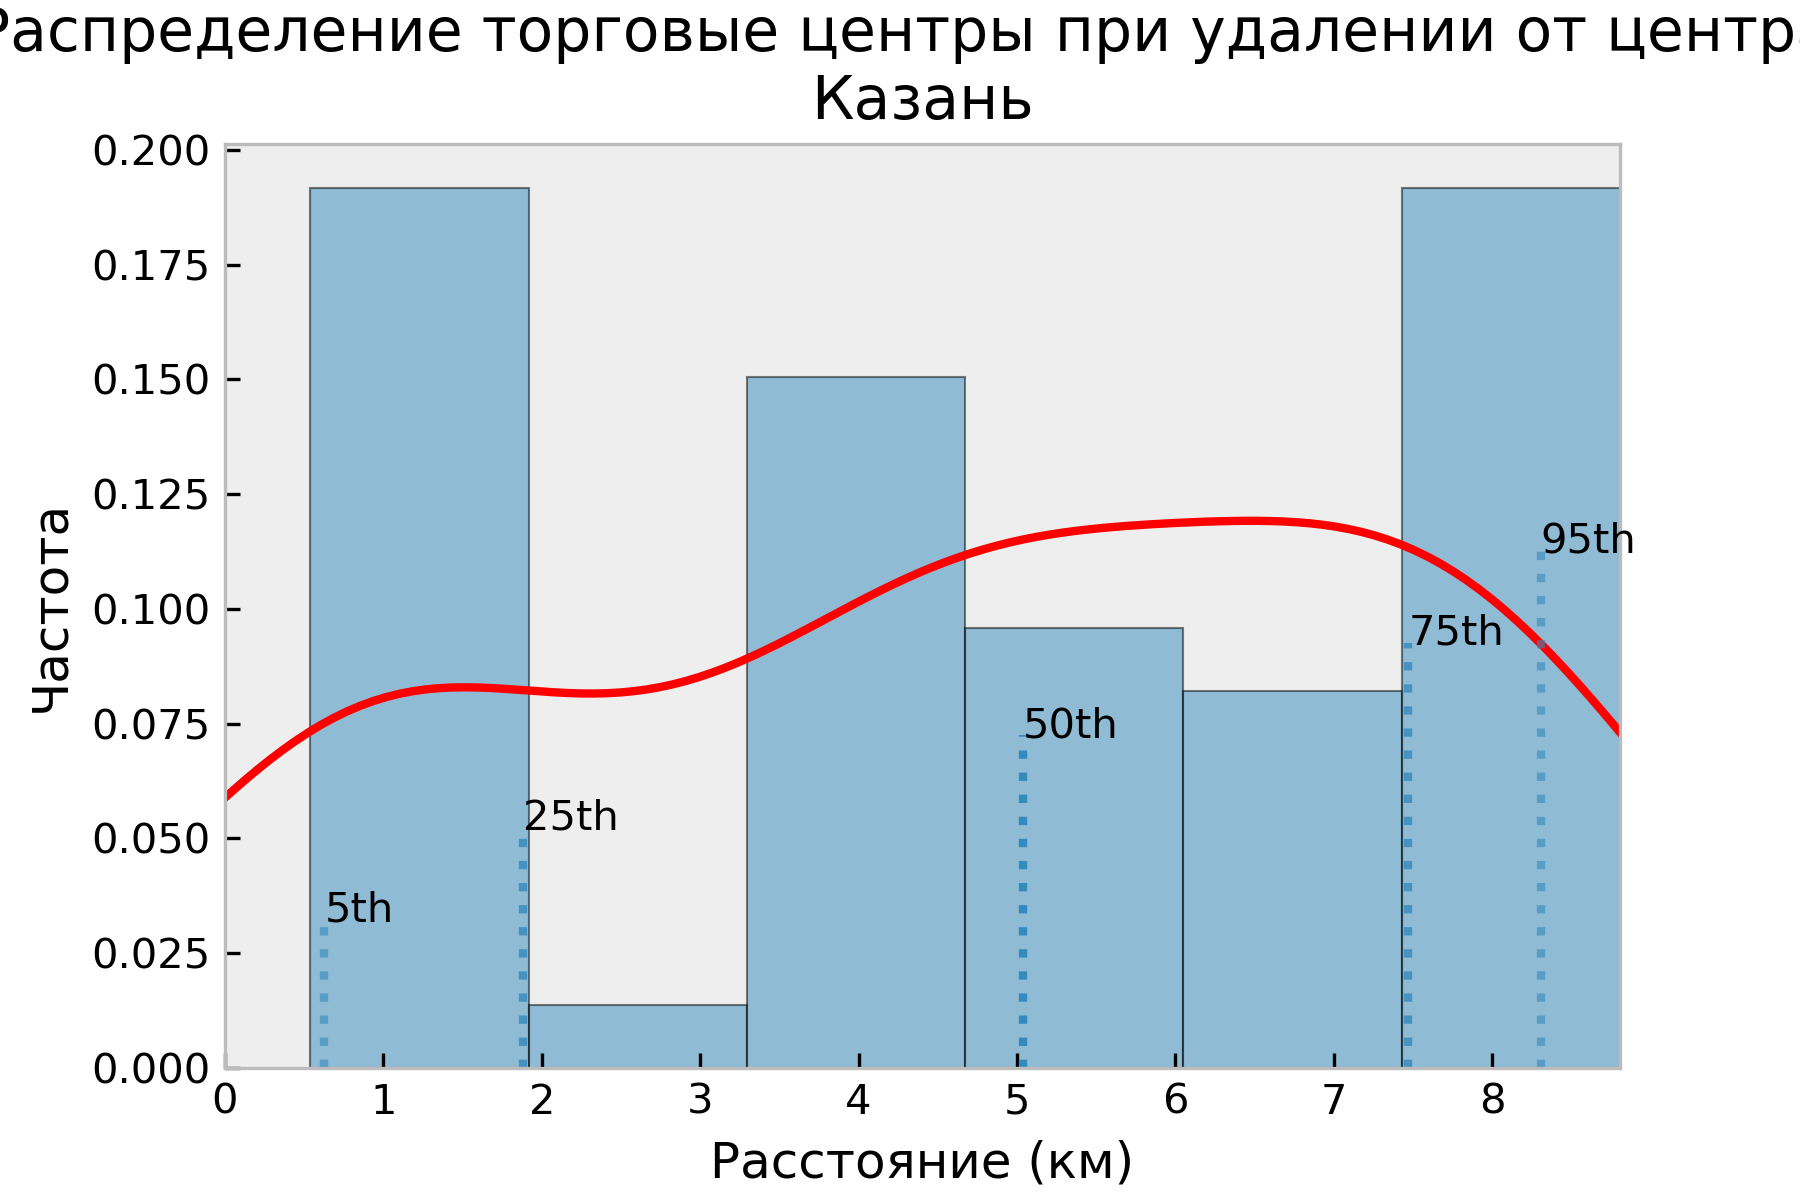 Распределение торговые центры при удалении от центра
Казань
0.200
0.175
0.150
0.125
0.100
0.075
0.050
0.025
0.000
Частота
95th
75th
50th
25th
5th
0 1 2 3 4 5 6 7 8
Расстояние (км)